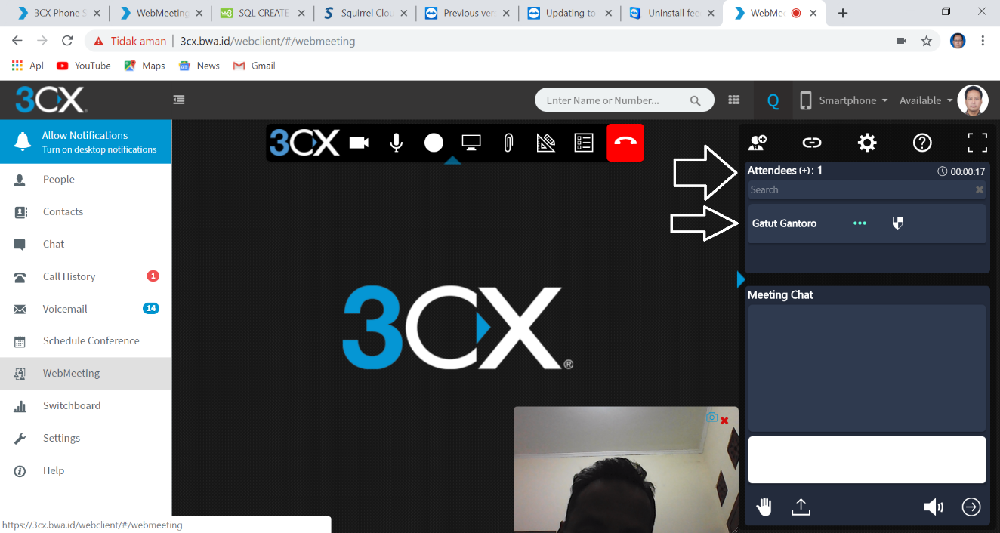 3CX Phone S
WebMeeting
SQL CREATE
Squirrel Clou
Previous vers
Updating to
Uninstall fee
WebMee
Tidak aman
3cx.bwa.id/webclient/#/webmeeting
Apl
YouTube
Maps
News
Gmail
3CX
Enter Name or Number...
Q
Smartphone
Available
Allow Notifications
Turn on desktop notifications
People
Contacts
Chat
Call History 1
Voicemail 14
Schedule Conference
WebMeeting
Switchboard
Settings
Help
https://3cx.bwa.id/webclient/#/webmeeting
3CX
3CX®
Attendees (+) : 1
00:00:17
Search
Gatut Gantoro
Meeting Chat